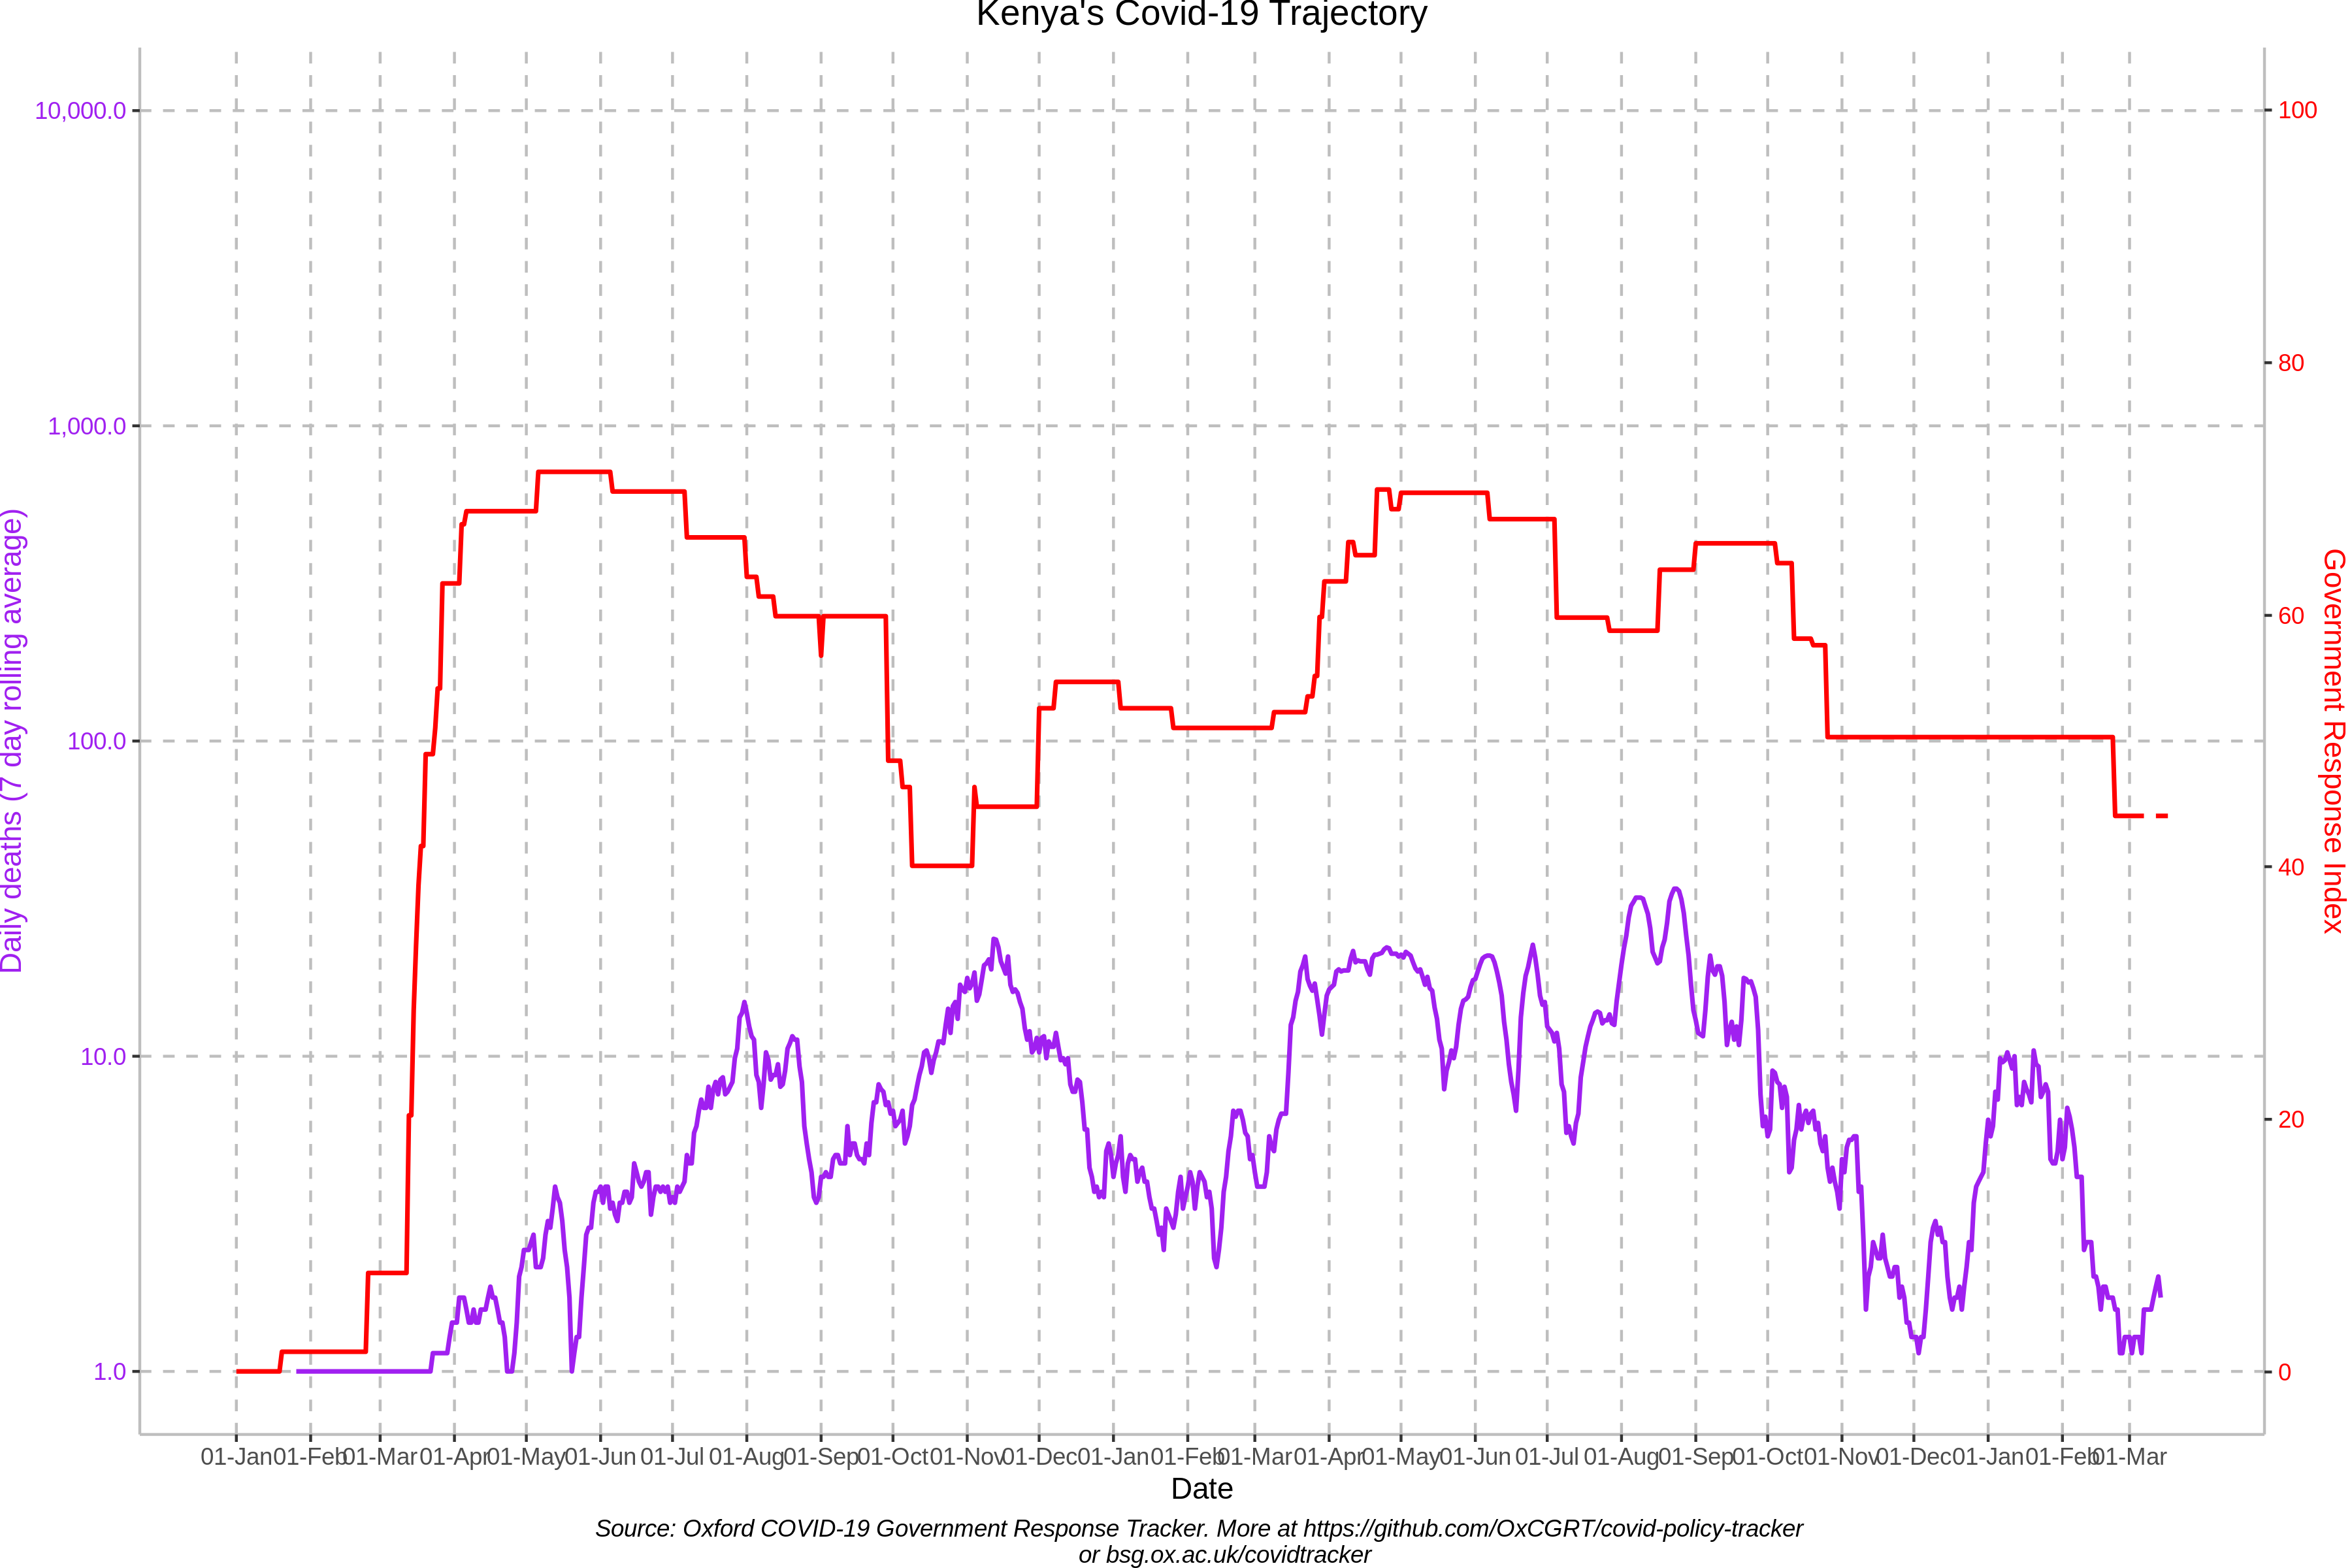 Kenya's Covid-19 Trajectory
Daily deaths (7 day rolling average)
10,000.0
1,000.0
100.0
10.0
1.0
100
80
60
40
20
0
Government Response Index
01-Jan 01-Feb 01-Mar 01-Apr 01-May 01-Jun 01-Jul 01-Aug 01-Sep 01-Oct 01-Nov 01-Dec 01-Jan 01-Feb 01-Mar 01-Apr 01-May 01-Jun 01-Jul 01-Aug 01-Sep 01-Oct 01-Nov 01-Dec 01-Jan 01-Feb 01-Mar
Date
Source: Oxford COVID-19 Government Response Tracker. More at https://github.com/OxCGRT/covid-policy-tracker
or bsg.ox.ac.uk/covidtracker